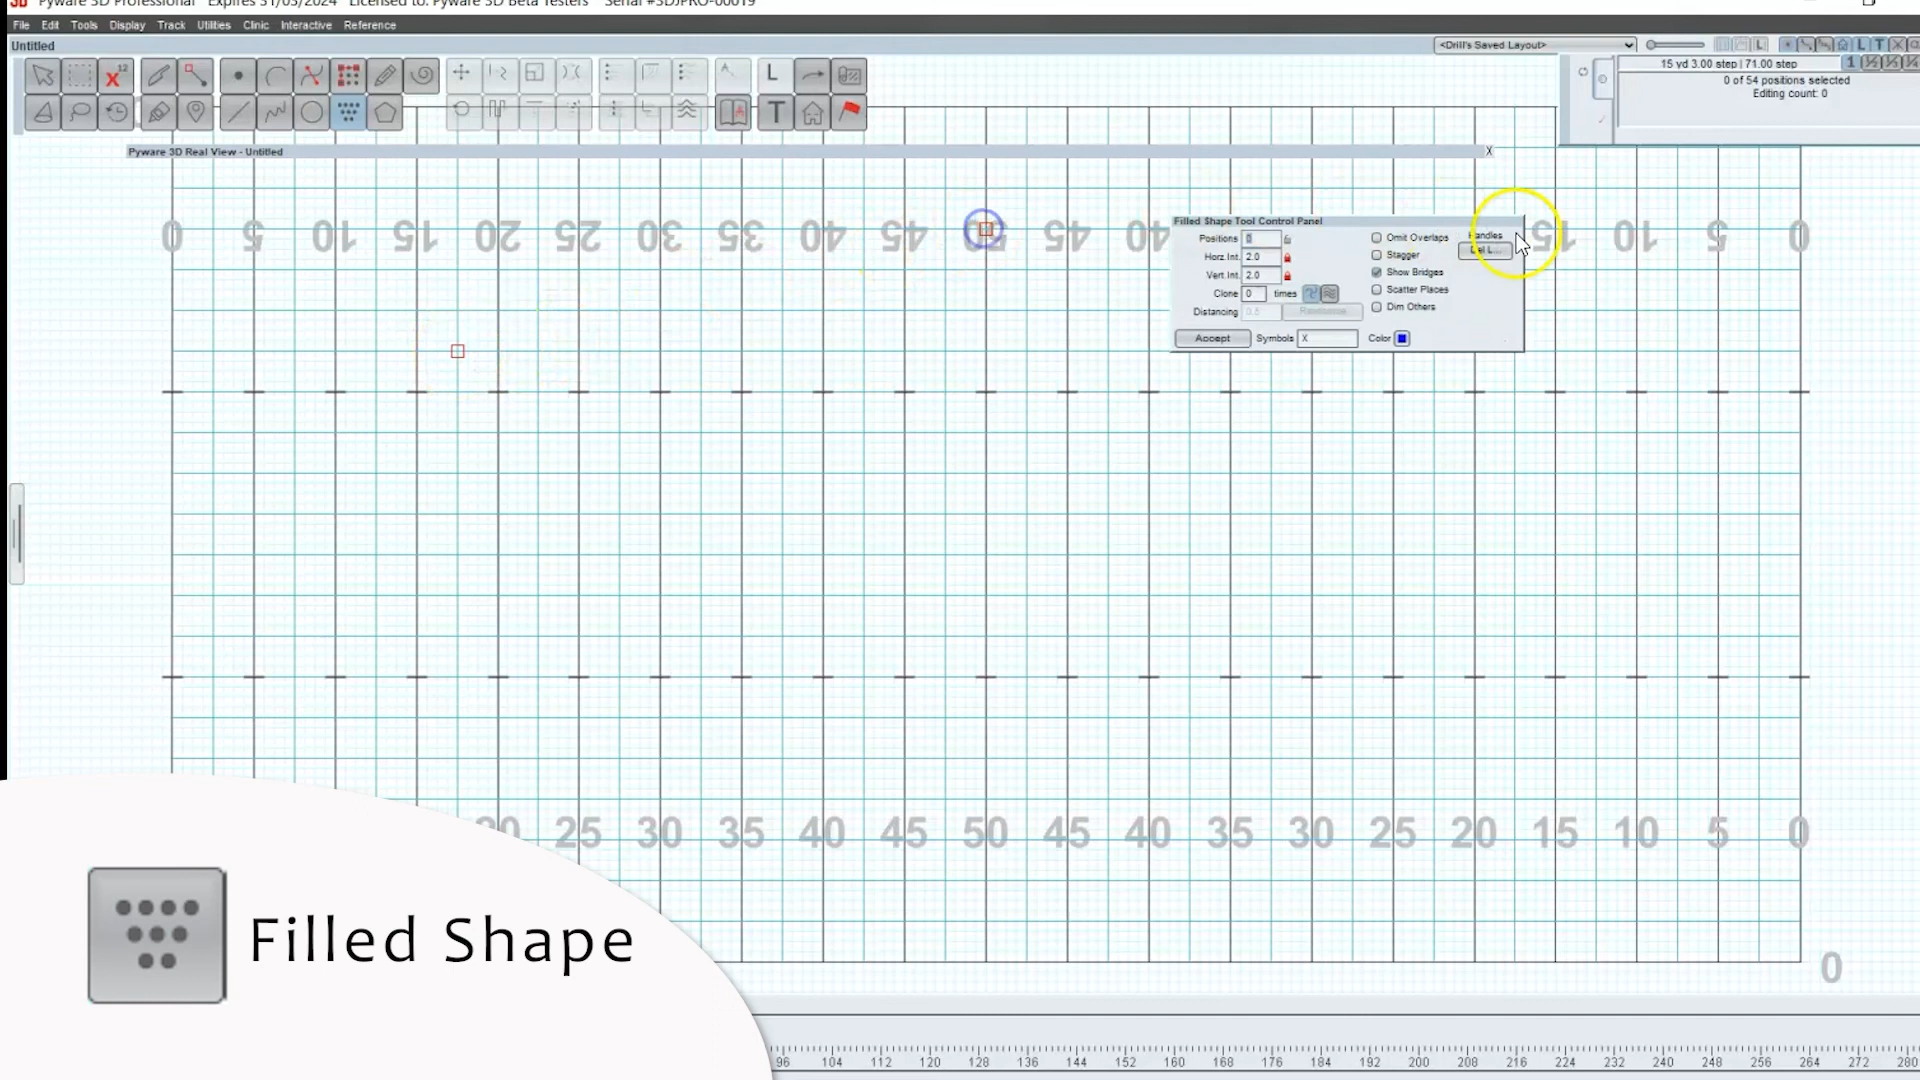 Pyware 3D Professional Expires 31/05/2024 Licensed to: Pyware 3D Beta Testers Serial #3DJPRO-00019
File Edit Tools Display Track Utilities Clinic Interactive Reference
Untitled
<Drill's Saved Layout>
L T
15 yd 3.00 step | 71.00 step
0 of 54 positions selected
Editing count: 0
X 12
L
T
Pyware 3D Real View - Untitled X
0 5 10 15 20 25 30 35 40 45 50 45 40 15 10 5 0
Filled Shape Tool Control Panel
Positions 0
Horz.Int. 2.0
Vert.Int. 2.0
Clone 0 times
Distancing 0.5 Randomize
Omit Overlaps
Stagger
Show Bridges
Scatter Places
Dim Others
Handles
Del L...
Accept Symbols X Color
20 25 30 35 40 45 50 45 40 35 30 25 20 15 10 5 0
0
Filled Shape
96 104 112 120 128 136 144 152 160 168 176 184 192 200 208 216 224 232 240 248 256 264 272 280